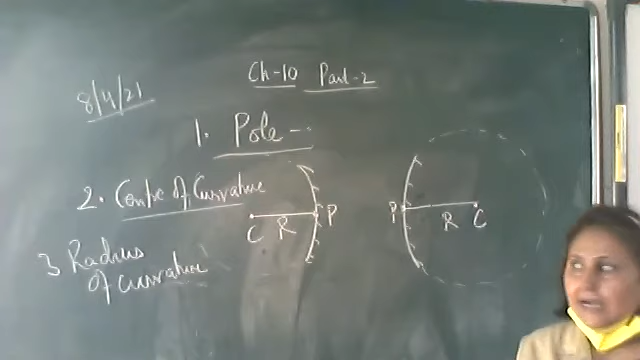 Ch-10 Part-2
8/4/21
1. Pole -
2. Centre Of Curvature
3 Radius
of curvature
C R P
P R C